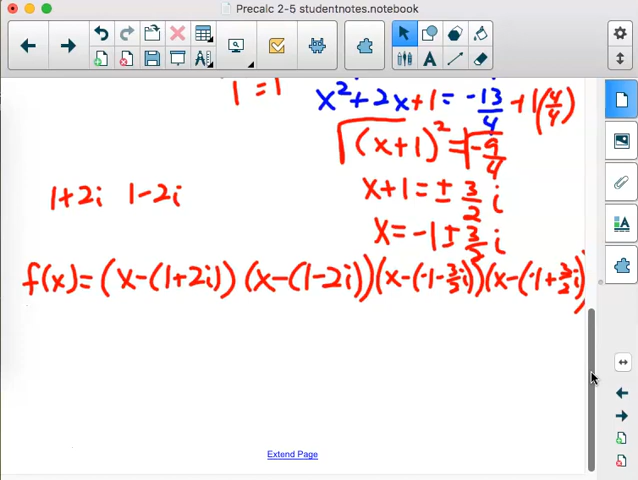 Precalc 2-5 studentnotes.notebook
1 = 1
x² + 2x + 1 = -13/4 + 1(4/4)
√(x+1)² = √-9/4
x+1 = ± 3/2 i
1+2i 1-2i
x = -1 ± 3/2 i
f(x) = (x-(1+2i))(x-(1-2i))(x-(-1-3/2i))(x-(-1+3/2i)
Extend Page